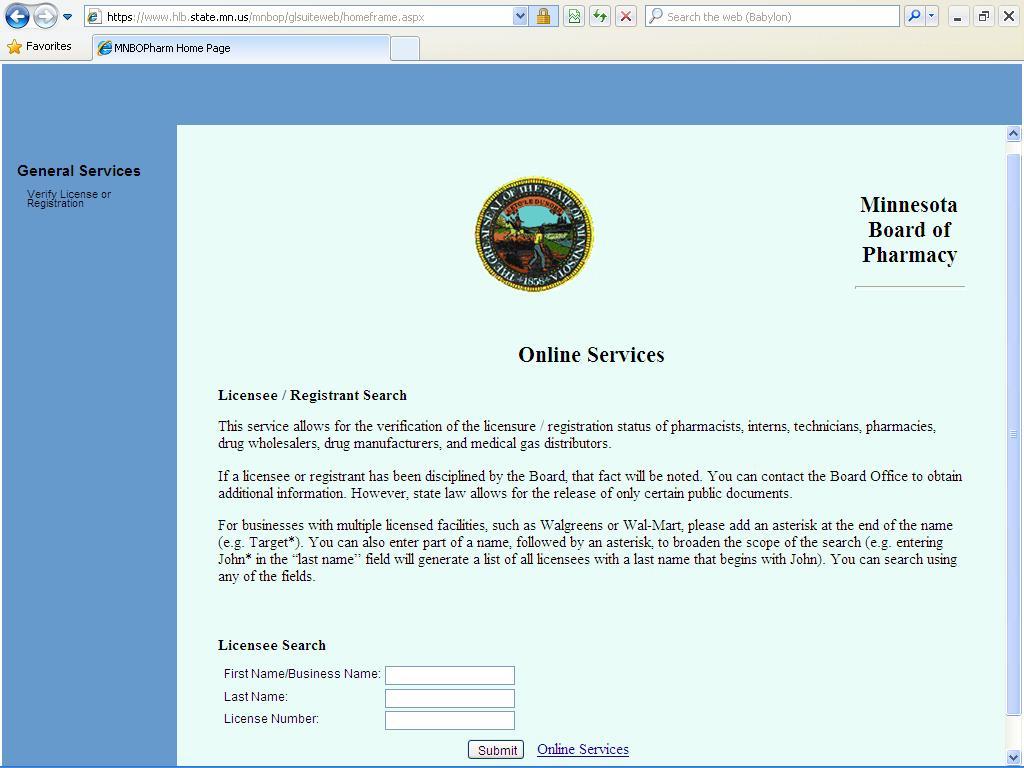 https://www.hlb.state.mn.us/mnbop/glsuiteweb/homeframe.aspx
Search the web (Babylon)
Favorites
MNBOPharm Home Page
General Services
Verify License or
Registration
THE GREAT SEAL OF THE STATE OF MINNESOTA
1858
Minnesota
Board of
Pharmacy
Online Services
Licensee / Registrant Search
This service allows for the verification of the licensure / registration status of pharmacists, interns, technicians, pharmacies,
drug wholesalers, drug manufacturers, and medical gas distributors.
If a licensee or registrant has been disciplined by the Board, that fact will be noted. You can contact the Board Office to obtain
additional information. However, state law allows for the release of only certain public documents.
For businesses with multiple licensed facilities, such as Walgreens or Wal-Mart, please add an asterisk at the end of the name
(e.g. Target*). You can also enter part of a name, followed by an asterisk, to broaden the scope of the search (e.g. entering
John* in the “last name” field will generate a list of all licensees with a last name that begins with John). You can search using
any of the fields.
Licensee Search
First Name/Business Name:
Last Name:
License Number:
Submit Online Services